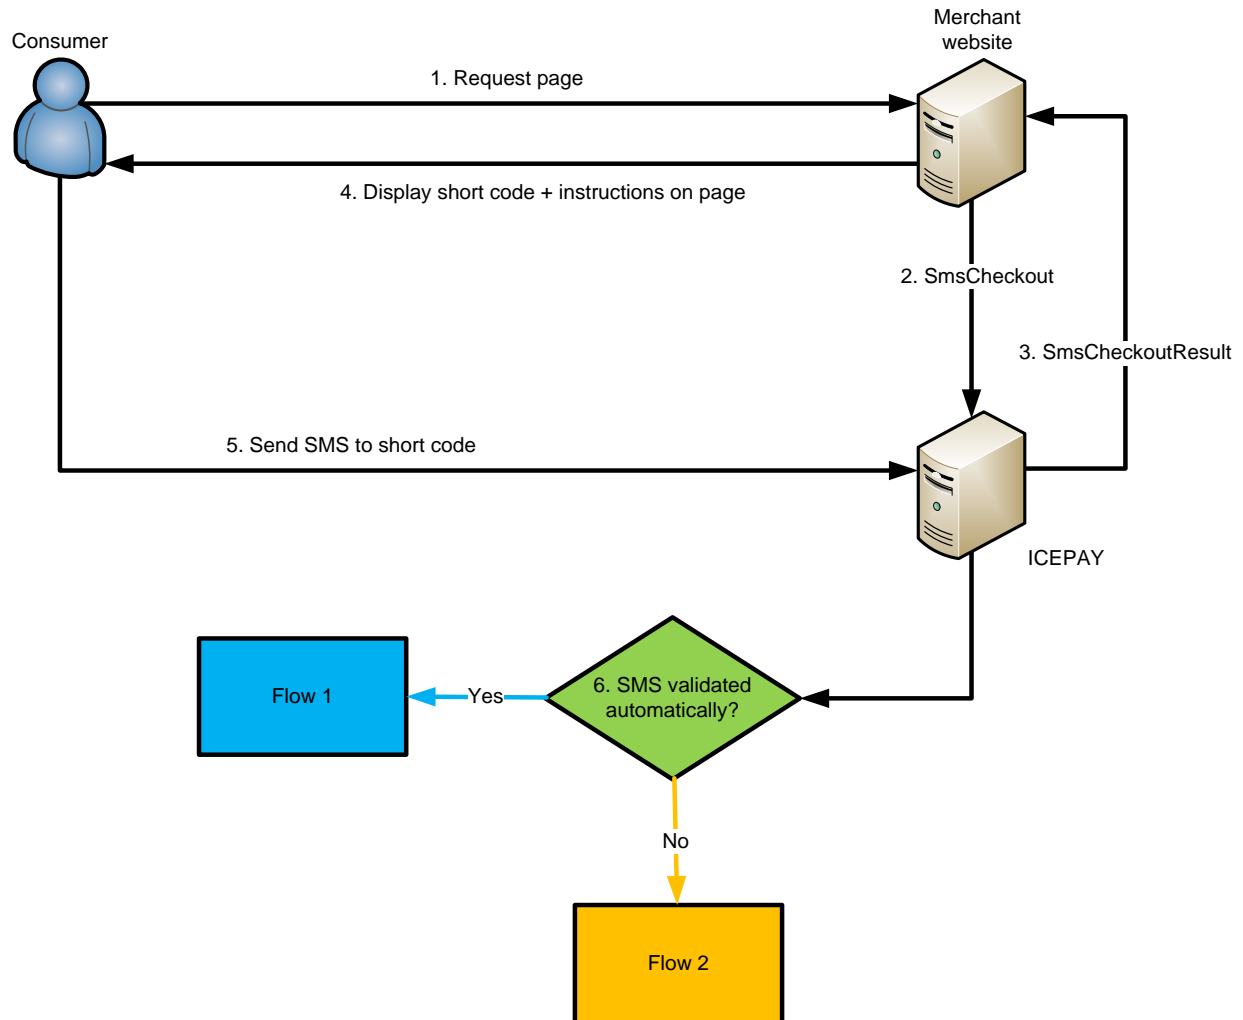 Merchant
website
Consumer
1. Request page
4. Display short code + instructions on page
2. SmsCheckout
3. SmsCheckoutResult
5. Send SMS to short code
ICEPAY
6. SMS validated
automatically?
Flow 1
Yes
No
Flow 2